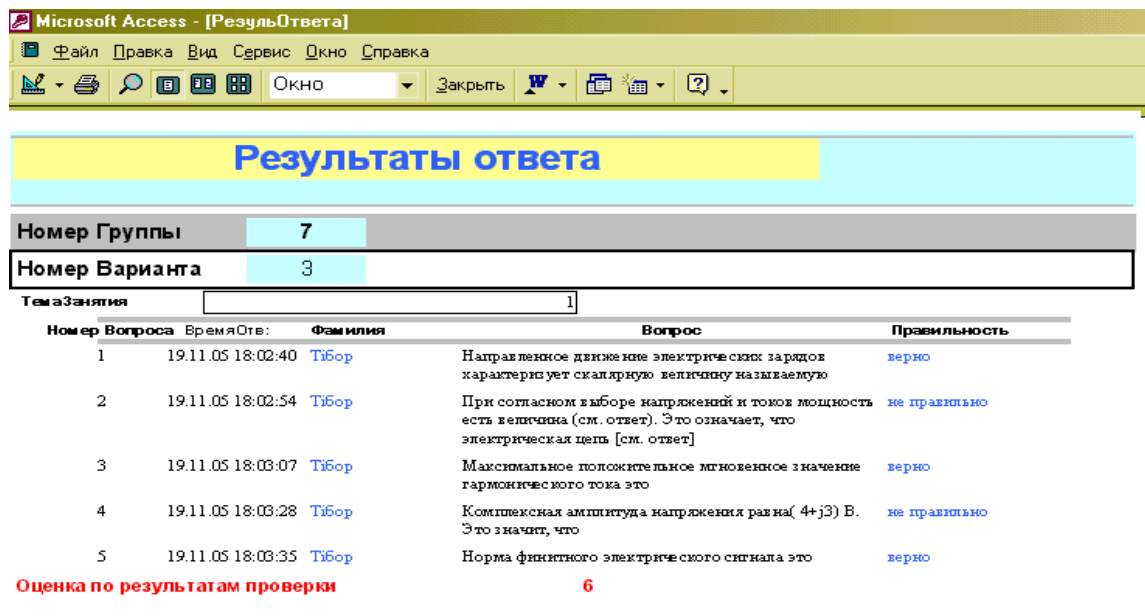 Microsoft Access - [РезульОтвета]
Файл Правка Вид Сервис Окно Справка
Окно Закрыть
Результаты ответа
Номер Группы 7
Номер Варианта 3
ТемаЗанятия 1
Номер Вопроса ВремяОтв: Фамилия Вопрос Правильность
1 19.11.05 18:02:40 Тібор Направленное движение электрических зарядов верно
характеризует скалярную величину называемую
2 19.11.05 18:02:54 Тібор При согласном выборе напряжений и токов мощность не правильно
есть величина (см. ответ). Это означает, что
электрическая цепь [см. ответ]
3 19.11.05 18:03:07 Тібор Максимальное положительное мгновенное значение верно
гармонического тока это
4 19.11.05 18:03:28 Тібор Комплексная амплитуда напряжения равна( 4+j3) В. не правильно
Это значит, что
5 19.11.05 18:03:35 Тібор Норма финитного электрического сигнала это верно
Оценка по результатам проверки 6